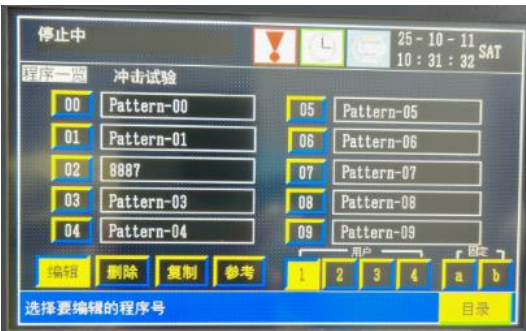 停止中
25-10-11 SAT
10:31:32
程序一览 冲击试验
00 Pattern-00
01 Pattern-01
02 8887
03 Pattern-03
04 Pattern-04
05 Pattern-05
06 Pattern-06
07 Pattern-07
08 Pattern-08
09 Pattern-09
用户 固定
编辑 删除 复制 参考 1 2 3 4 a b
选择要编辑的程序号 目录